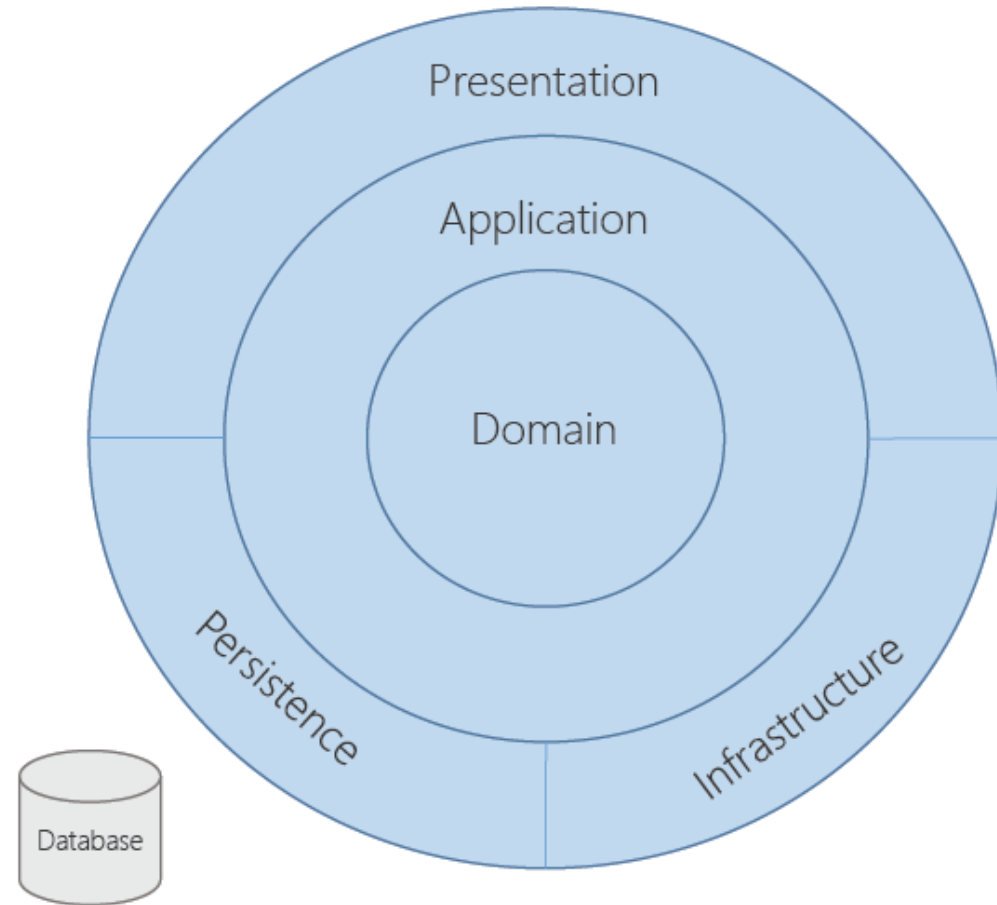 Presentation
Application
Domain
Persistence
Infrastructure
Database